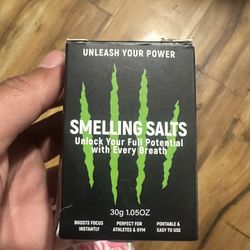 UNLEASH YOUR POWER
SMELLING SALTS
Unlock Your Full Potential
with Every Breath
30g 1.05OZ
BOOSTS FOCUS
INSTANTLY
PERFECT FOR
ATHLETES & GYM
PORTABLE &
EASY TO USE